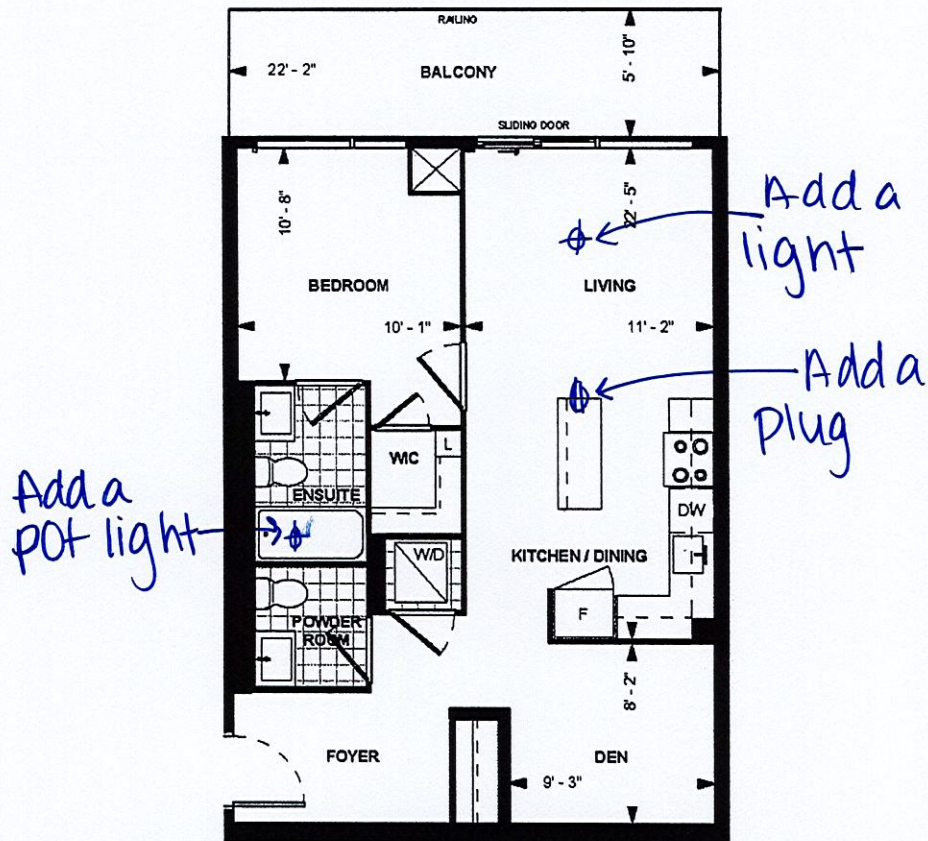 RAILING
22' - 2"
BALCONY
5' - 10"
SLIDING DOOR
10' - 8"
22' - 5"
Add a
light
BEDROOM
LIVING
10' - 1"
11' - 2"
Add a
plug
WIC
L
Add a
pot light
ENSUITE
DW
W/D
KITCHEN / DINING
F
POWDER
ROOM
8' - 2"
FOYER
DEN
9' - 3"